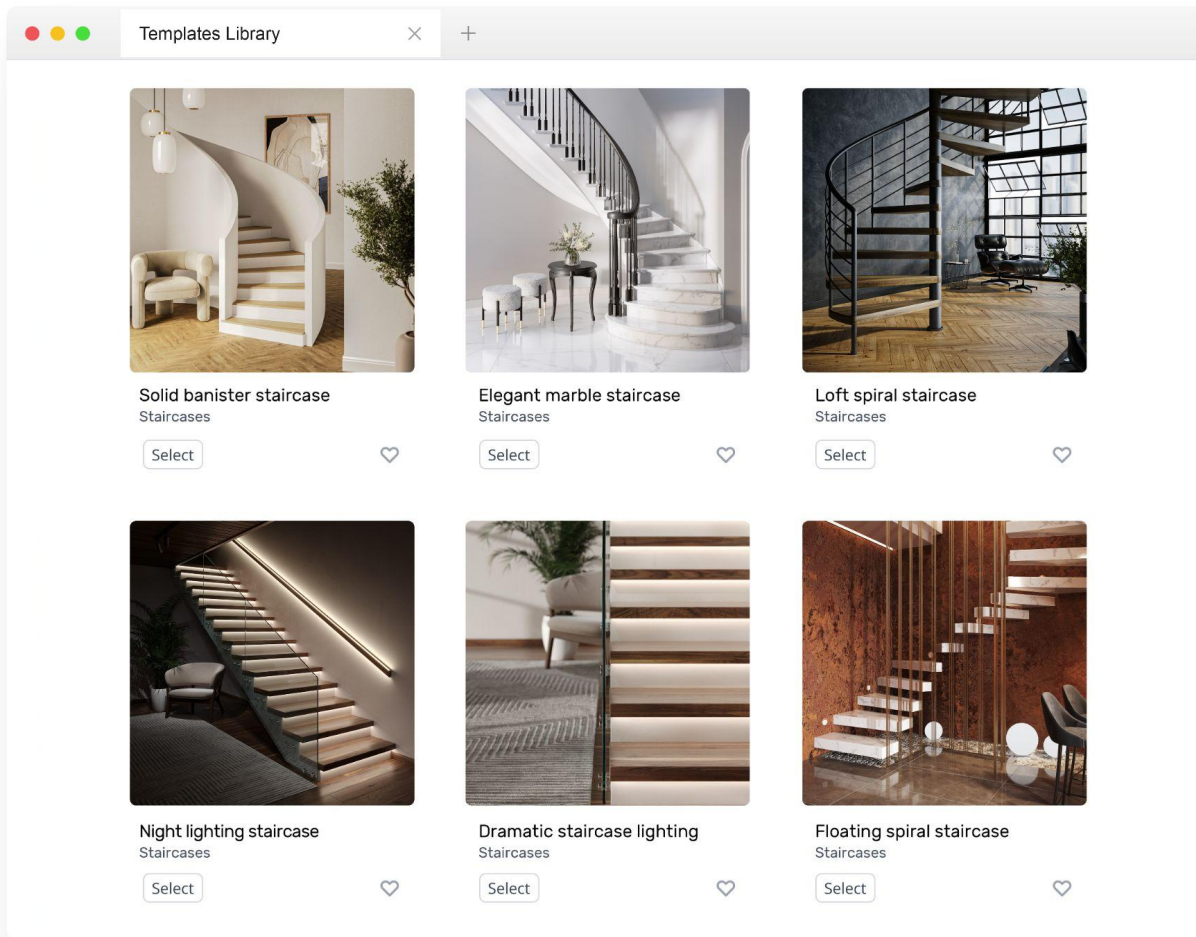 Templates Library
Solid banister staircase
Staircases
Select
Elegant marble staircase
Staircases
Select
Loft spiral staircase
Staircases
Select
Night lighting staircase
Staircases
Select
Dramatic staircase lighting
Staircases
Select
Floating spiral staircase
Staircases
Select